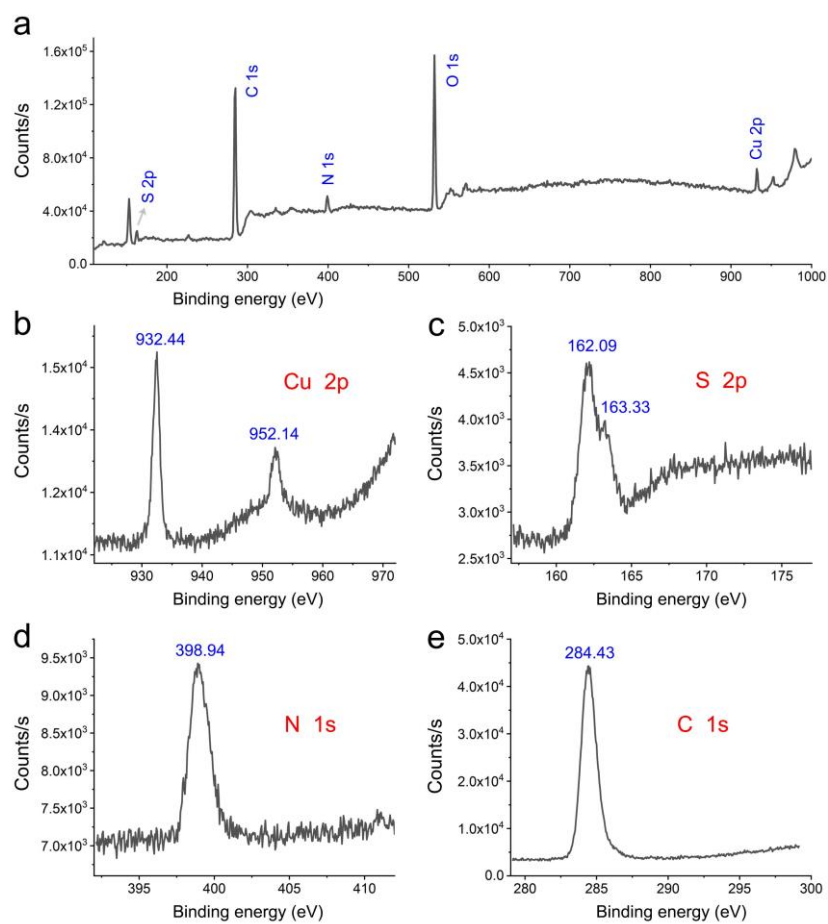 a
1.6x10⁵
1.2x10⁵
8.0x10⁴
4.0x10⁴
0.0
Counts/s
S 2p
C 1s
N 1s
O 1s
Cu 2p
200 300 400 500 600 700 800 900 1000
Binding energy (eV)
b
1.5x10⁴
1.4x10⁴
1.2x10⁴
1.1x10⁴
Counts/s
932.44
952.14
Cu 2p
930 940 950 960 970
Binding energy (eV)
c
5.0x10³
4.5x10³
4.0x10³
3.5x10³
3.0x10³
2.5x10³
Counts/s
162.09
163.33
S 2p
160 165 170 175
Binding energy (eV)
d
9.5x10³
9.0x10³
8.5x10³
8.0x10³
7.5x10³
7.0x10³
Counts/s
398.94
N 1s
395 400 405 410
Binding energy (eV)
e
5.0x10⁴
4.0x10⁴
3.0x10⁴
2.0x10⁴
1.0x10⁴
0.0
Counts/s
284.43
C 1s
280 285 290 295 300
Binding energy (eV)